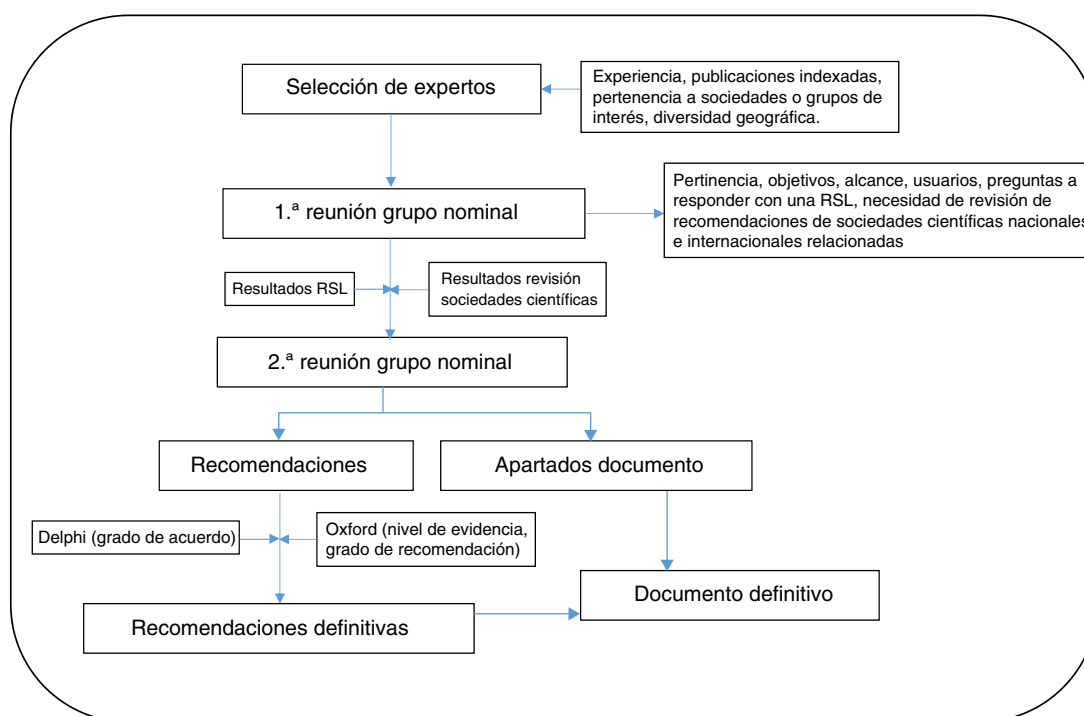 Selección de expertos
Experiencia, publicaciones indexadas,
pertenencia a sociedades o grupos de
interés, diversidad geográfica.
1.ª reunión grupo nominal
Pertinencia, objetivos, alcance, usuarios, preguntas a
responder con una RSL, necesidad de revisión de
recomendaciones de sociedades científicas nacionales
e internacionales relacionadas
Resultados RSL
Resultados revisión
sociedades científicas
2.ª reunión grupo nominal
Recomendaciones
Apartados documento
Delphi (grado de acuerdo)
Oxford (nivel de evidencia,
grado de recomendación)
Documento definitivo
Recomendaciones definitivas